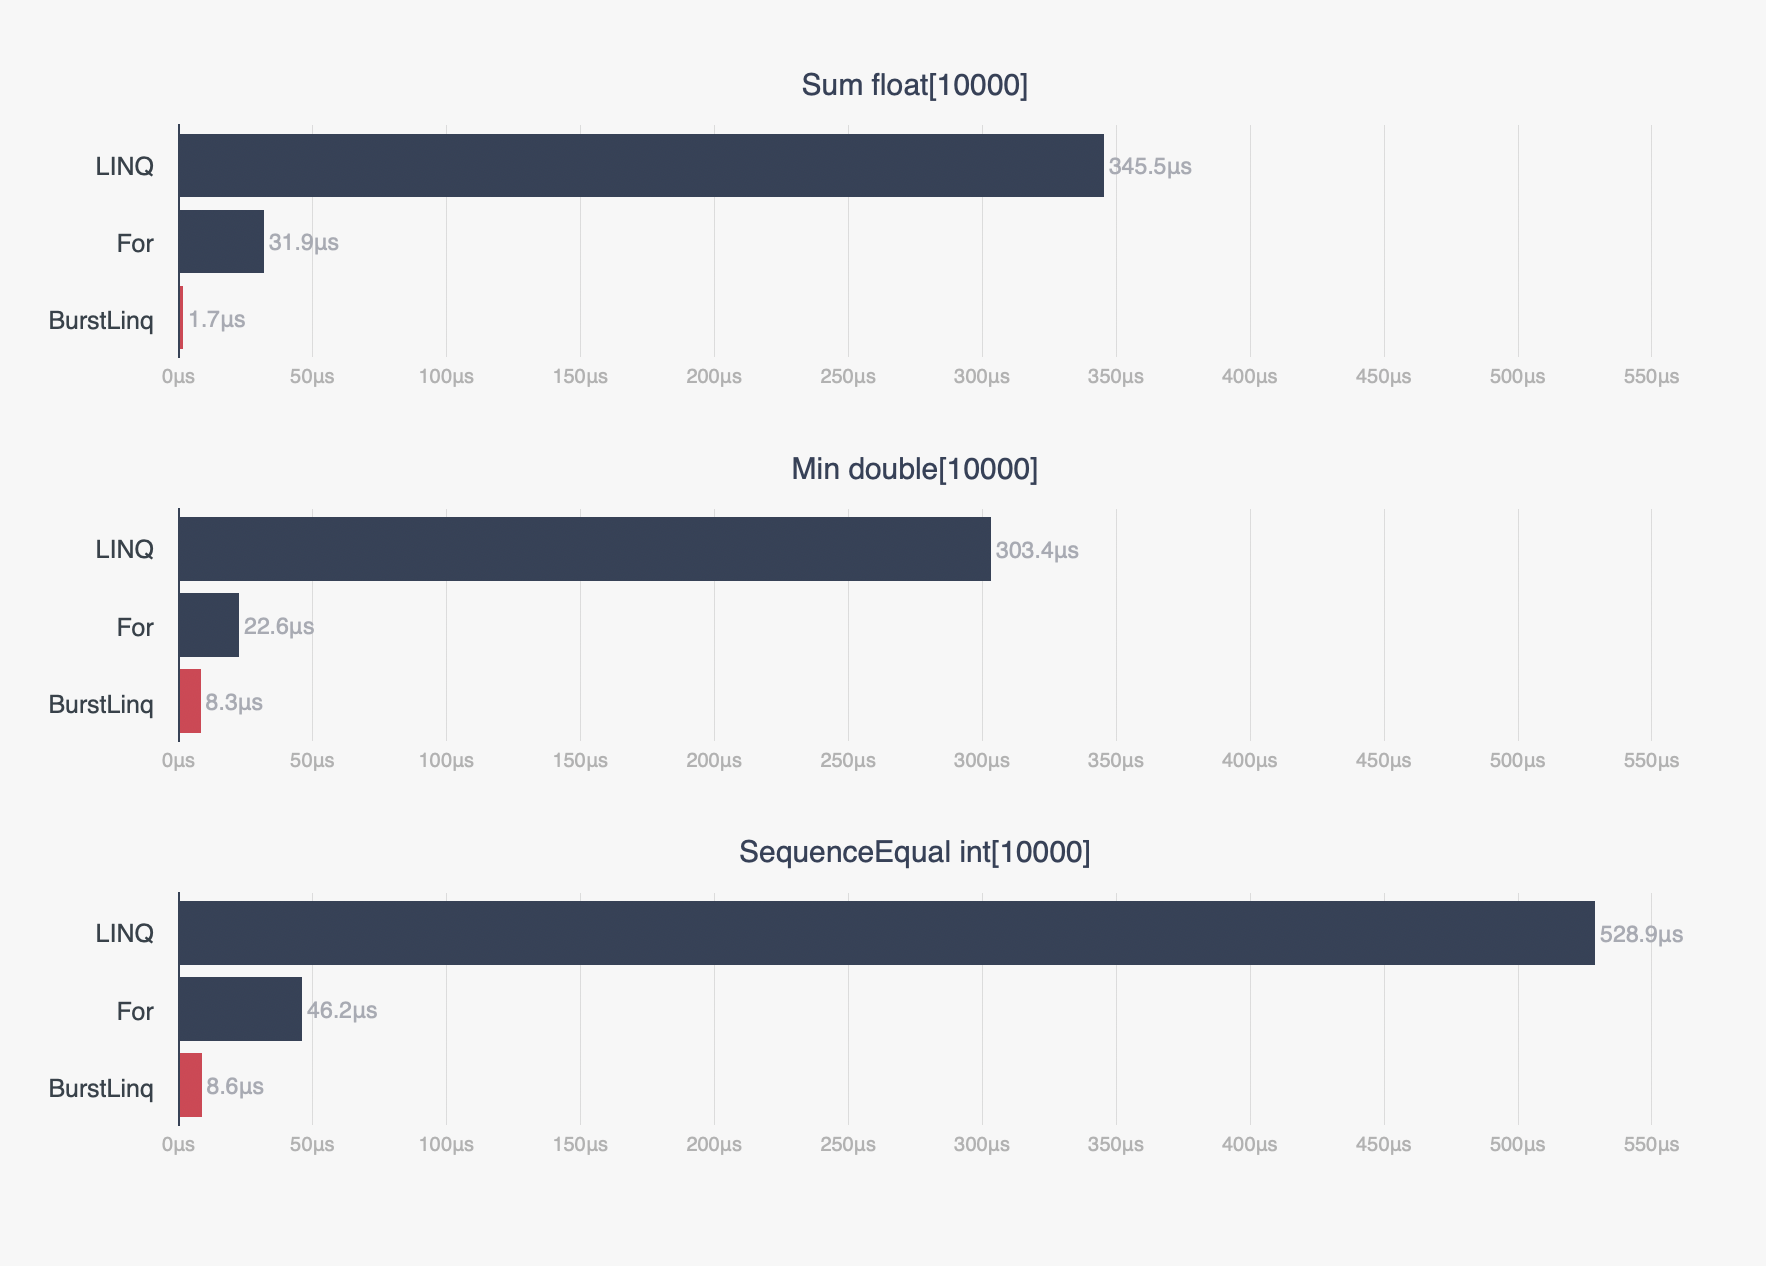 Sum float[10000]
LINQ 345.5µs
For 31.9µs
BurstLinq 1.7µs
0µs 50µs 100µs 150µs 200µs 250µs 300µs 350µs 400µs 450µs 500µs 550µs
Min double[10000]
LINQ 303.4µs
For 22.6µs
BurstLinq 8.3µs
0µs 50µs 100µs 150µs 200µs 250µs 300µs 350µs 400µs 450µs 500µs 550µs
SequenceEqual int[10000]
LINQ 528.9µs
For 46.2µs
BurstLinq 8.6µs
0µs 50µs 100µs 150µs 200µs 250µs 300µs 350µs 400µs 450µs 500µs 550µs